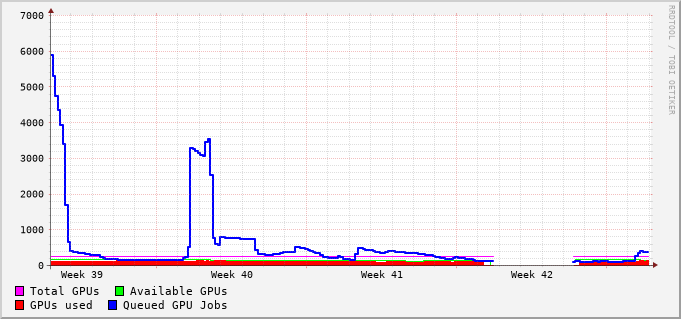 7000
6000
5000
4000
3000
2000
1000
0
Week 39 Week 40 Week 41 Week 42
Total GPUs Available GPUs
GPUs used Queued GPU Jobs
RRDTOOL / TOBI OETIKER